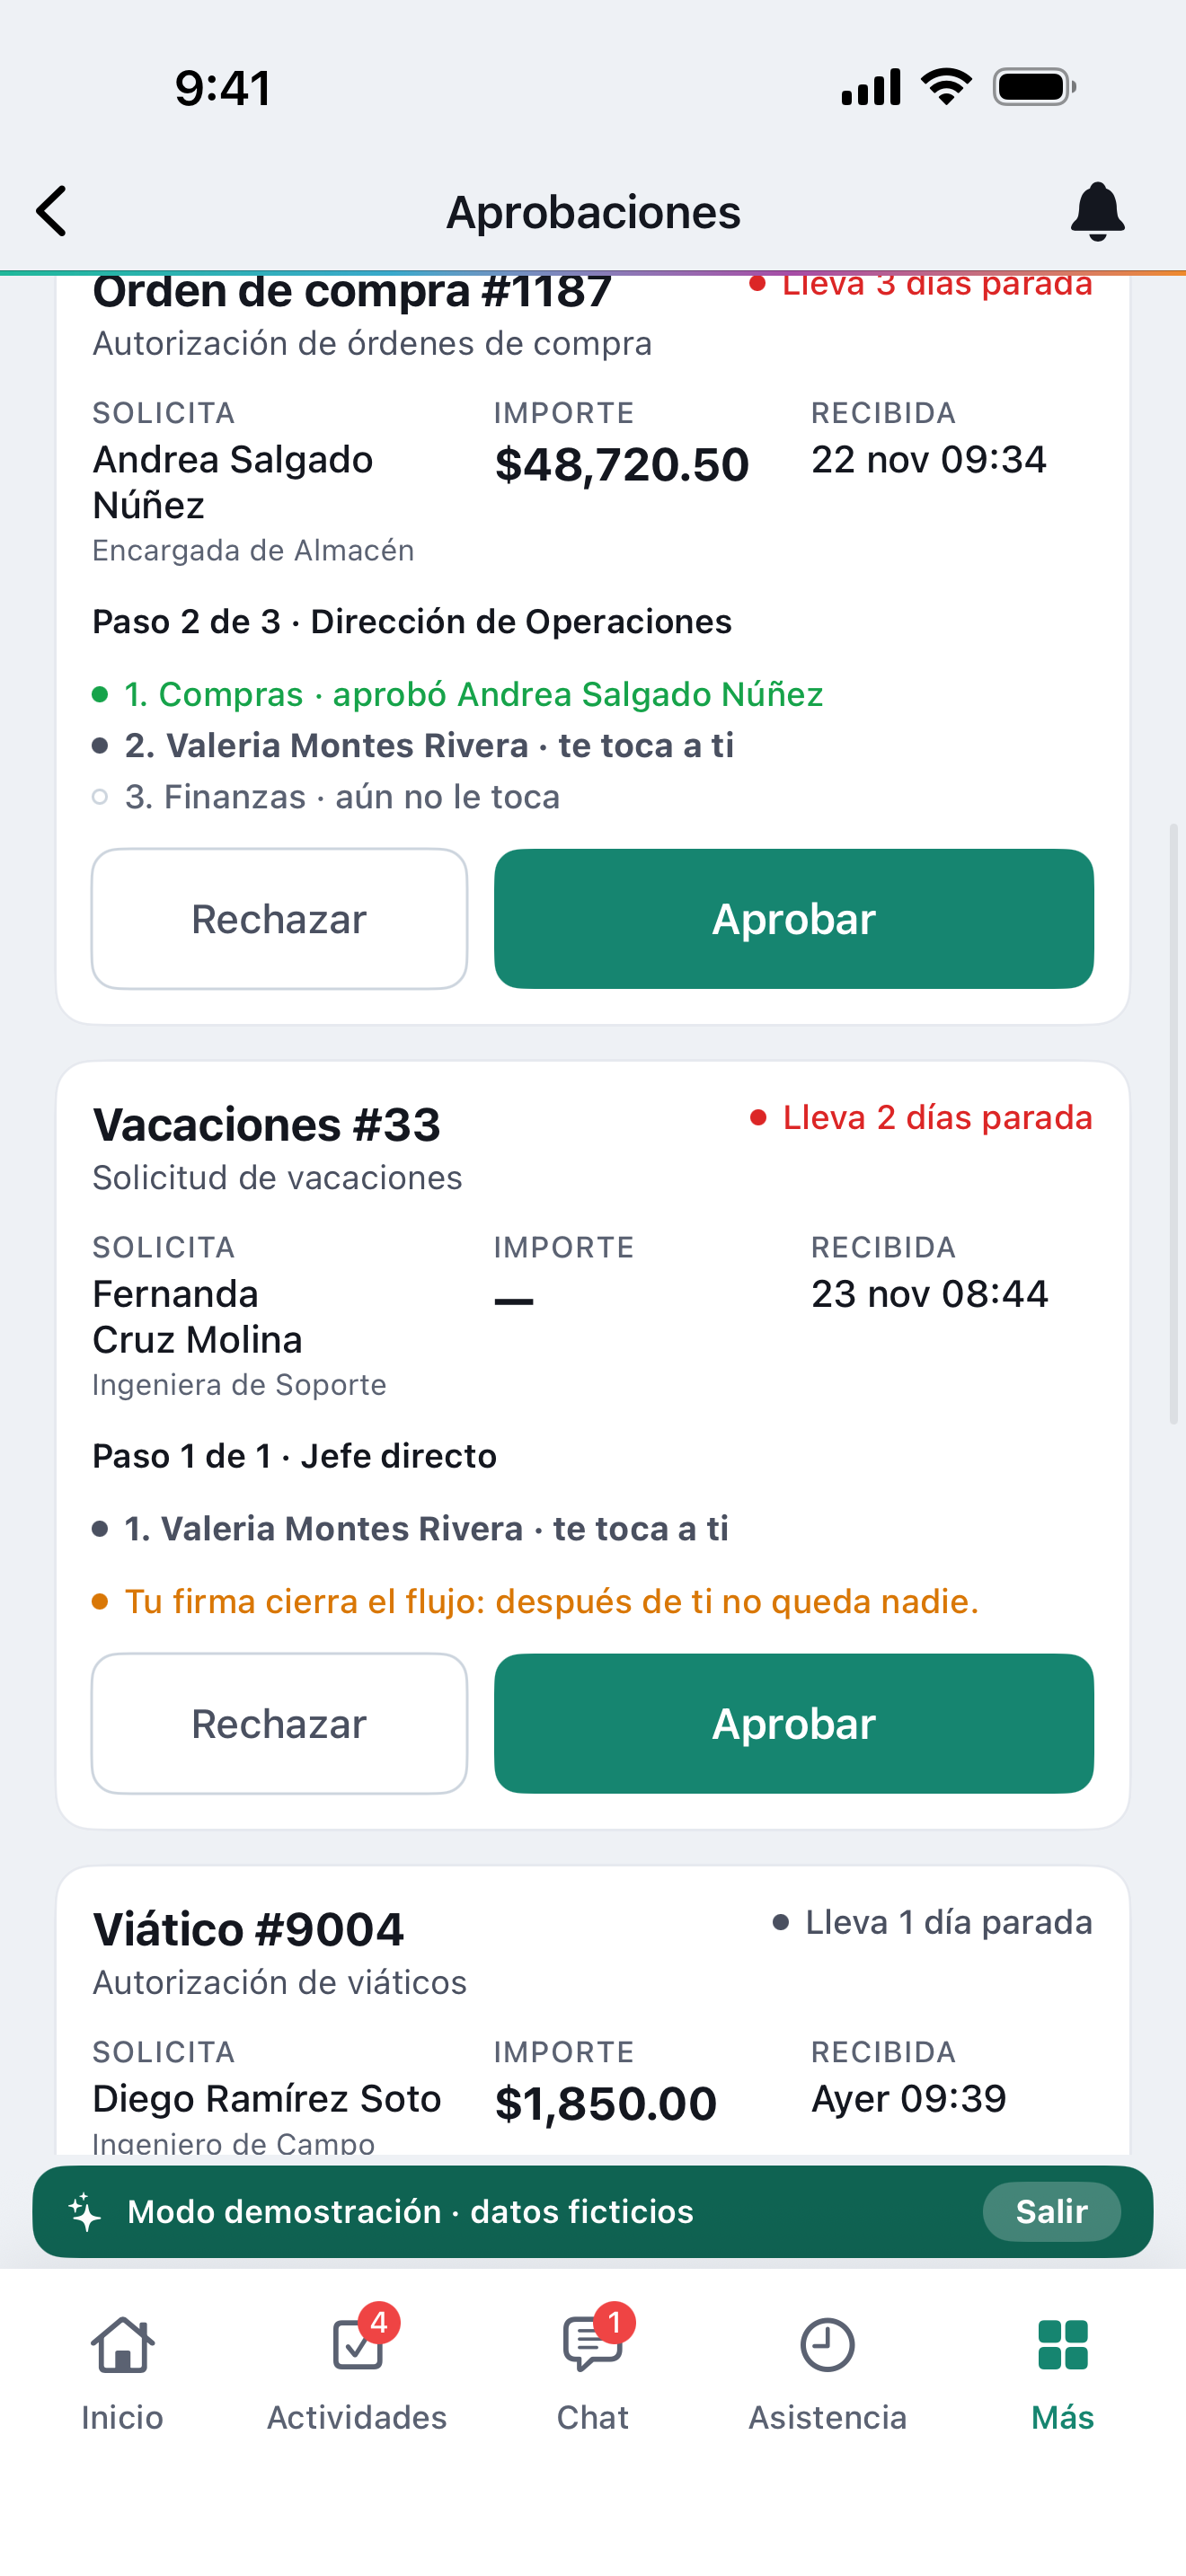 9:41
Aprobaciones
Orden de compra #1187
Lleva 3 días parada
Autorización de órdenes de compra
SOLICITA
IMPORTE
RECIBIDA
Andrea Salgado
Núñez
$48,720.50
22 nov 09:34
Encargada de Almacén
Paso 2 de 3 · Dirección de Operaciones
1. Compras · aprobó Andrea Salgado Núñez
2. Valeria Montes Rivera · te toca a ti
3. Finanzas · aún no le toca
Rechazar
Aprobar
Vacaciones #33
Lleva 2 días parada
Solicitud de vacaciones
SOLICITA
IMPORTE
RECIBIDA
Fernanda
Cruz Molina
—
23 nov 08:44
Ingeniera de Soporte
Paso 1 de 1 · Jefe directo
1. Valeria Montes Rivera · te toca a ti
Tu firma cierra el flujo: después de ti no queda nadie.
Rechazar
Aprobar
Viático #9004
Lleva 1 día parada
Autorización de viáticos
SOLICITA
IMPORTE
RECIBIDA
Diego Ramírez Soto
$1,850.00
Ayer 09:39
Ingeniero de Campo
Modo demostración · datos ficticios
Salir
4
1
Inicio
Actividades
Chat
Asistencia
Más